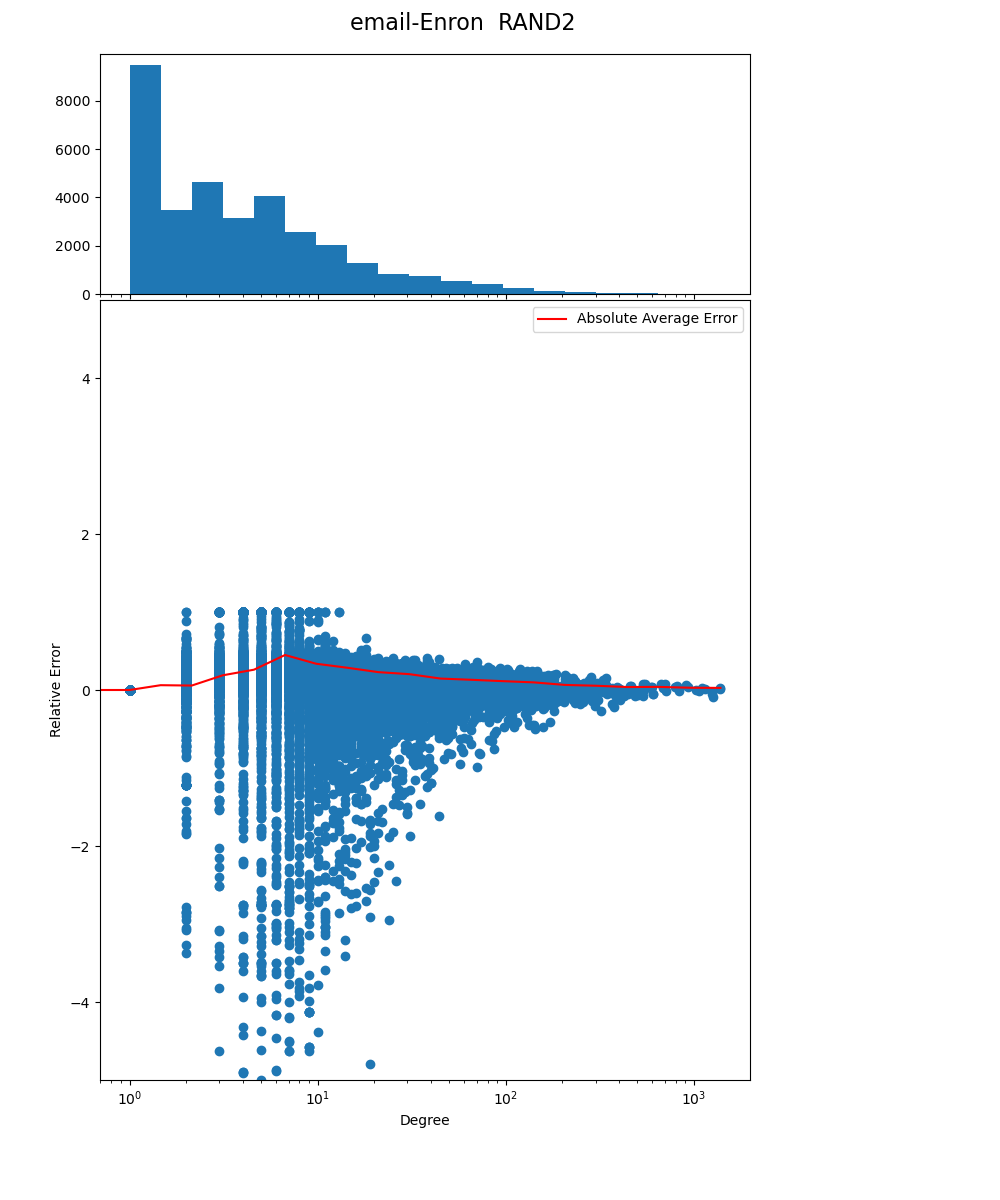 email-Enron RAND2
8000
6000
4000
2000
0
Absolute Average Error
4
2
0
−2
−4
Relative Error
10⁰ 10¹ 10² 10³
Degree